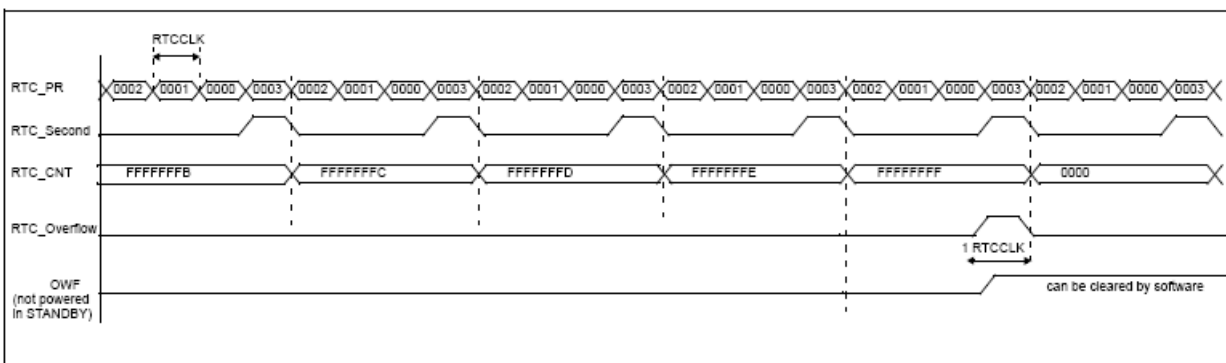 RTCCLK
RTC_PR 0002 0001 0000 0003 0002 0001 0000 0003 0002 0001 0000 0003 0002 0001 0000 0003 0002 0001 0000 0003 0002 0001 0000 0003
RTC_Second
RTC_CNT FFFFFFFB FFFFFFFC FFFFFFFD FFFFFFFE FFFFFFFF 0000
RTC_Overflow
1 RTCCLK
OWF
(not powered
in STANDBY)
can be cleared by software